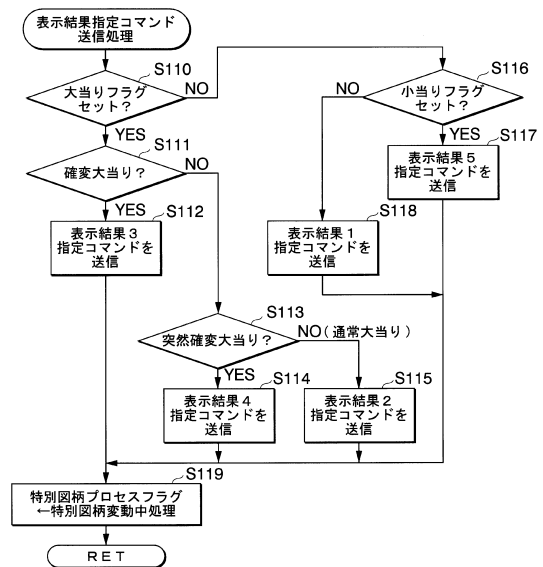 表示結果指定コマンド
送信処理
S110
大当りフラグ
セット？
NO
YES
S116
小当りフラグ
セット？
NO
YES
S117
表示結果５
指定コマンドを
送信
S111
確変大当り？
NO
YES
S112
表示結果３
指定コマンドを
送信
S118
表示結果１
指定コマンドを
送信
S113
突然確変大当り？
NO（通常大当り）
YES
S114
表示結果４
指定コマンドを
送信
S115
表示結果２
指定コマンドを
送信
S119
特別図柄プロセスフラグ
←特別図柄変動中処理
ＲＥＴ